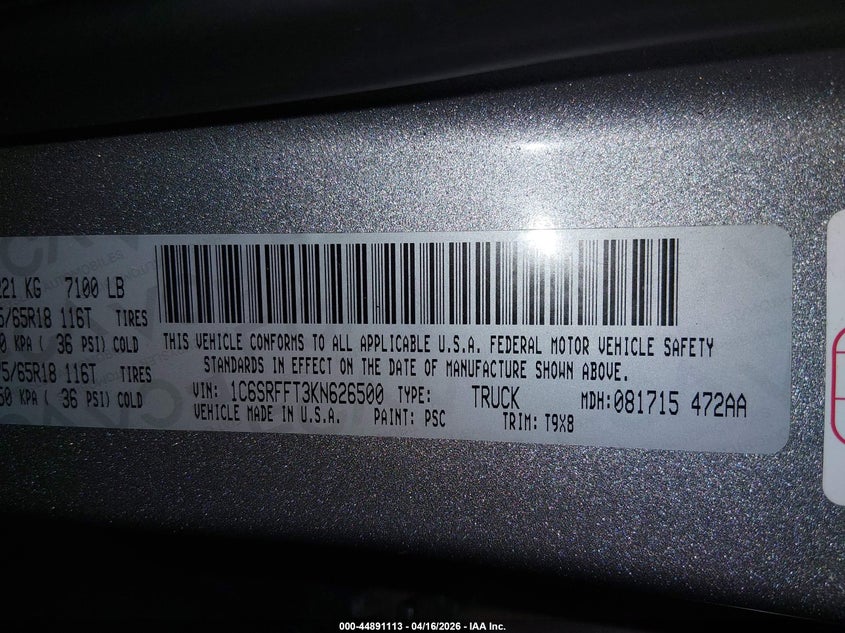 221 KG 7100 LB
5/65R18 116T TIRES
0 KPA ( 36 PSI) COLD
75/65R18 116T TIRES
50 KPA ( 36 PSI) COLD
THIS VEHICLE CONFORMS TO ALL APPLICABLE U.S.A. FEDERAL MOTOR VEHICLE SAFETY
STANDARDS IN EFFECT ON THE DATE OF MANUFACTURE SHOWN ABOVE.
VIN: 1C6SRFFT3KN626500 TYPE: TRUCK MDH:081715 472AA
VEHICLE MADE IN U.S.A. PAINT: PSC TRIM: T9X8
000-44891113 - 04/16/2026 - IAA Inc.